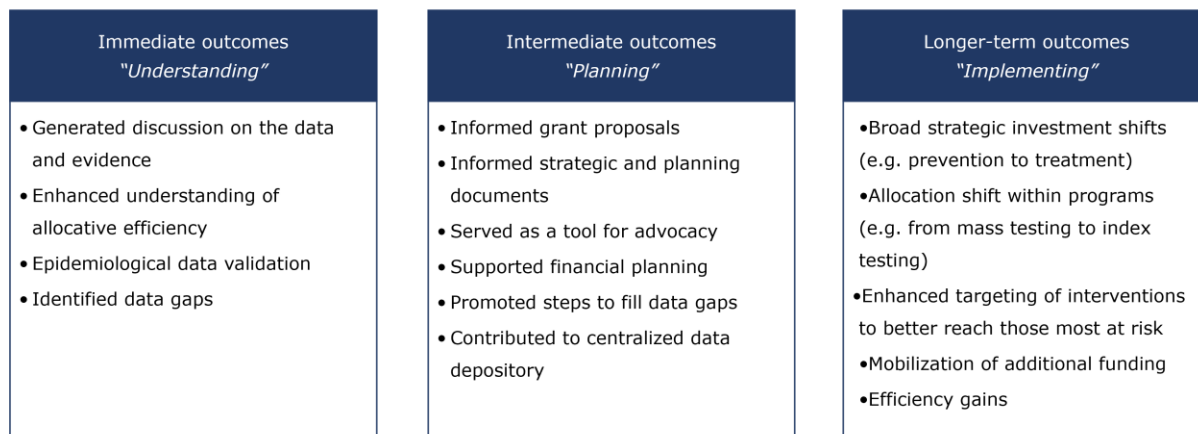 Immediate outcomes
“Understanding”
• Generated discussion on the data
and evidence
• Enhanced understanding of
allocative efficiency
• Epidemiological data validation
• Identified data gaps
Intermediate outcomes
“Planning”
• Informed grant proposals
• Informed strategic and planning
documents
• Served as a tool for advocacy
• Supported financial planning
• Promoted steps to fill data gaps
• Contributed to centralized data
depository
Longer-term outcomes
“Implementing”
•Broad strategic investment shifts
(e.g. prevention to treatment)
•Allocation shift within programs
(e.g. from mass testing to index
testing)
•Enhanced targeting of interventions
to better reach those most at risk
•Mobilization of additional funding
•Efficiency gains